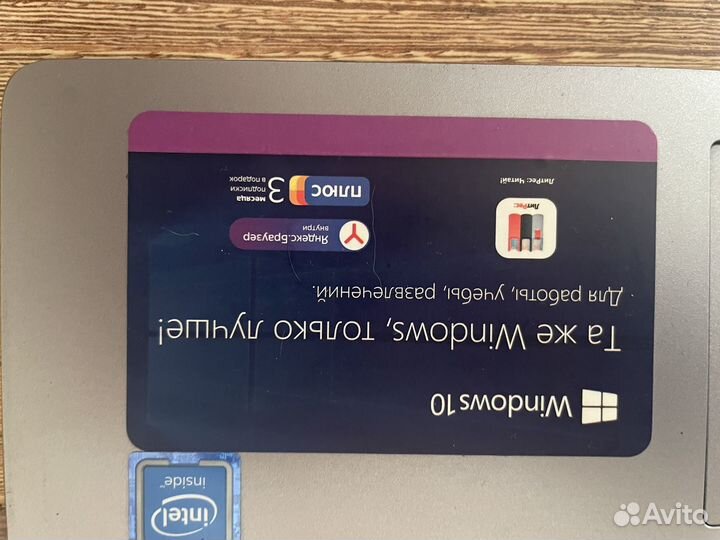 Windows 10
Та же Windows, только лучше!
Для работы, учебы, развлечений.
ЛитРес
ЛитРес: Читай!
Яндекс.Браузер
внутри
ПЛЮС
3 месяца
подписки
в подарок
intel
inside™
Avito